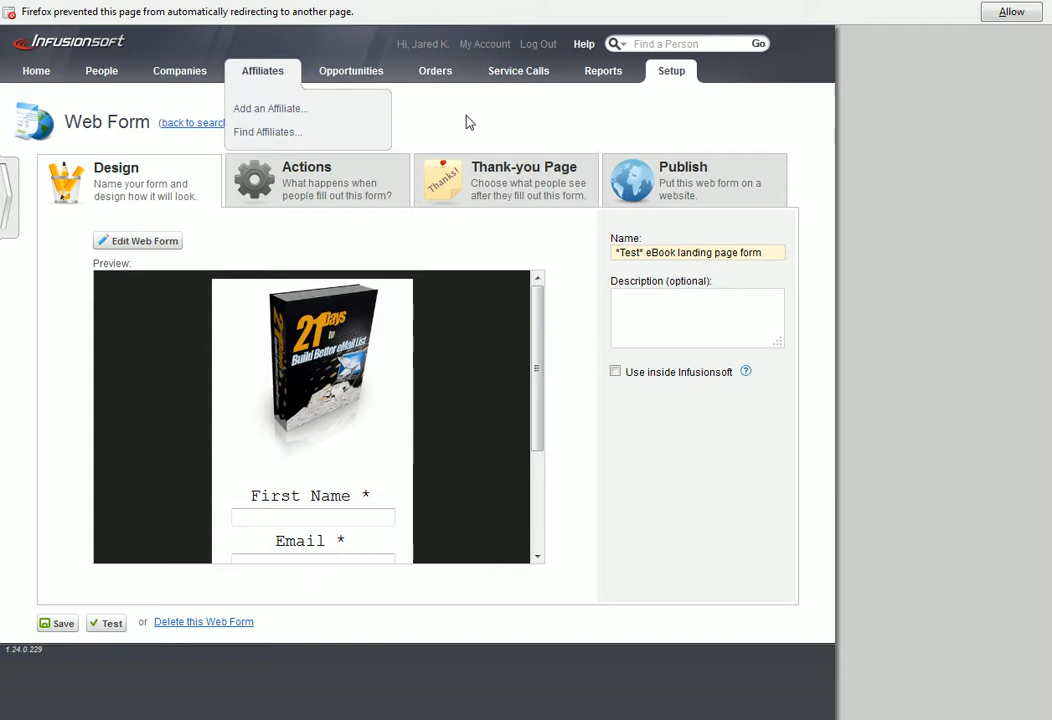 Firefox prevented this page from automatically redirecting to another page.
Allow
Infusionsoft
Hi, Jared K. My Account Log Out Help Find a Person Go
Home People Companies Affiliates Opportunities Orders Service Calls Reports Setup
Add an Affiliate...
Find Affiliates...
Web Form (back to searc
Design
Name your form and
design how it will look.
Actions
What happens when
people fill out this form?
Thanks!
Thank-you Page
Choose what people see
after they fill out this form.
Publish
Put this web form on a
website.
Edit Web Form
Preview:
21 Days
to
Build Better eMail List
First Name *
Email *
Name:
*Test* eBook landing page form
Description (optional):
Use inside Infusionsoft ?
Save Test or Delete this Web Form
1.24.0.229